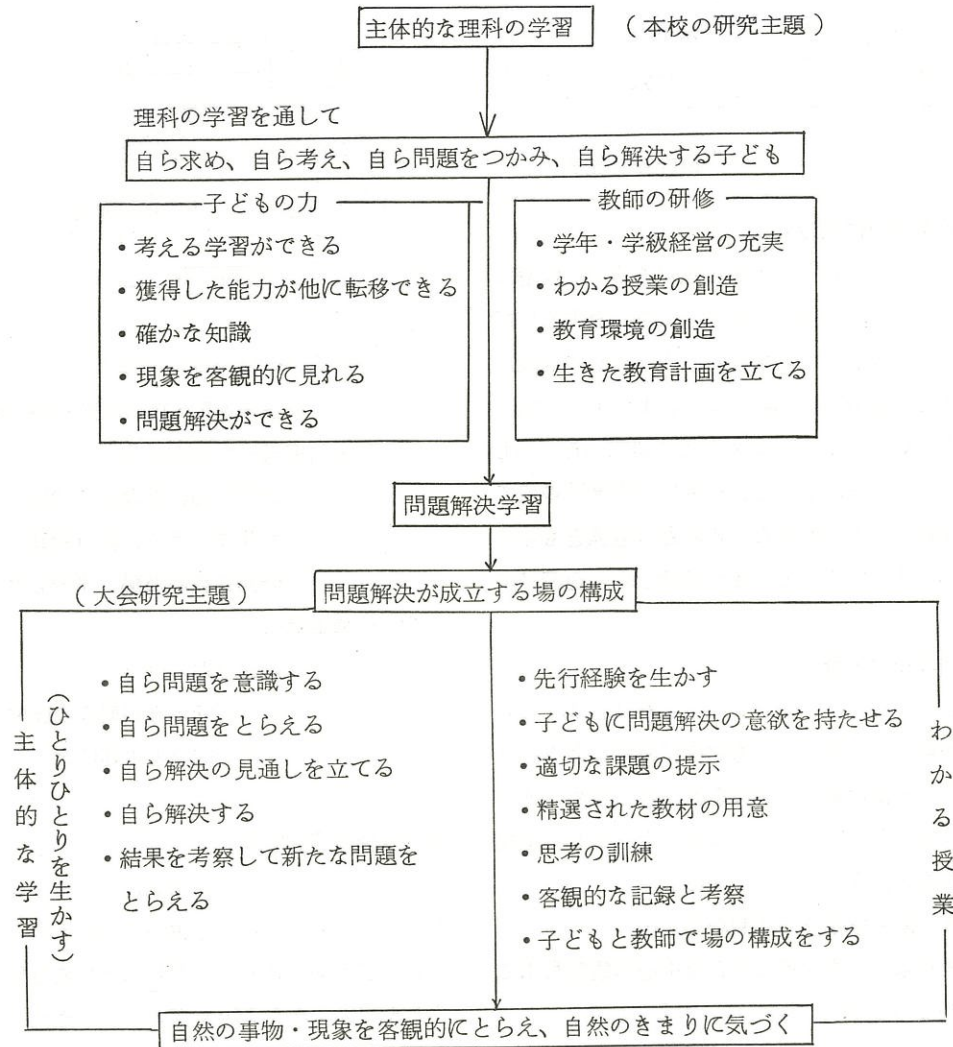 主体的な理科の学習 （本校の研究主題）
理科の学習を通して
自ら求め、自ら考え、自ら問題をつかみ、自ら解決する子ども
子どもの力
・考える学習ができる
・獲得した能力が他に転移できる
・確かな知識
・現象を客観的に見れる
・問題解決ができる
教師の研修
・学年・学級経営の充実
・わかる授業の創造
・教育環境の創造
・生きた教育計画を立てる
問題解決学習
（大会研究主題） 問題解決が成立する場の構成
主体的な学習
（ひとりひとりを生かす）
・自ら問題を意識する
・自ら問題をとらえる
・自ら解決の見通しを立てる
・自ら解決する
・結果を考察して新たな問題を
とらえる
・先行経験を生かす
・子どもに問題解決の意欲を持たせる
・適切な課題の提示
・精選された教材の用意
・思考の訓練
・客観的な記録と考察
・子どもと教師で場の構成をする
わかる授業
自然の事物・現象を客観的にとらえ、自然のきまりに気づく